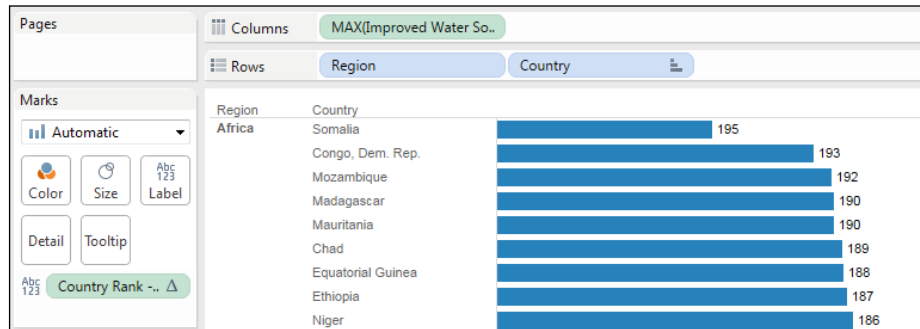 Pages
Columns MAX(Improved Water So..
Rows Region Country
Marks
Automatic
Color Size Abc 123 Label
Detail Tooltip
Abc 123 Country Rank -.. Δ
Region Country
Africa Somalia 195
Congo, Dem. Rep. 193
Mozambique 192
Madagascar 190
Mauritania 190
Chad 189
Equatorial Guinea 188
Ethiopia 187
Niger 186